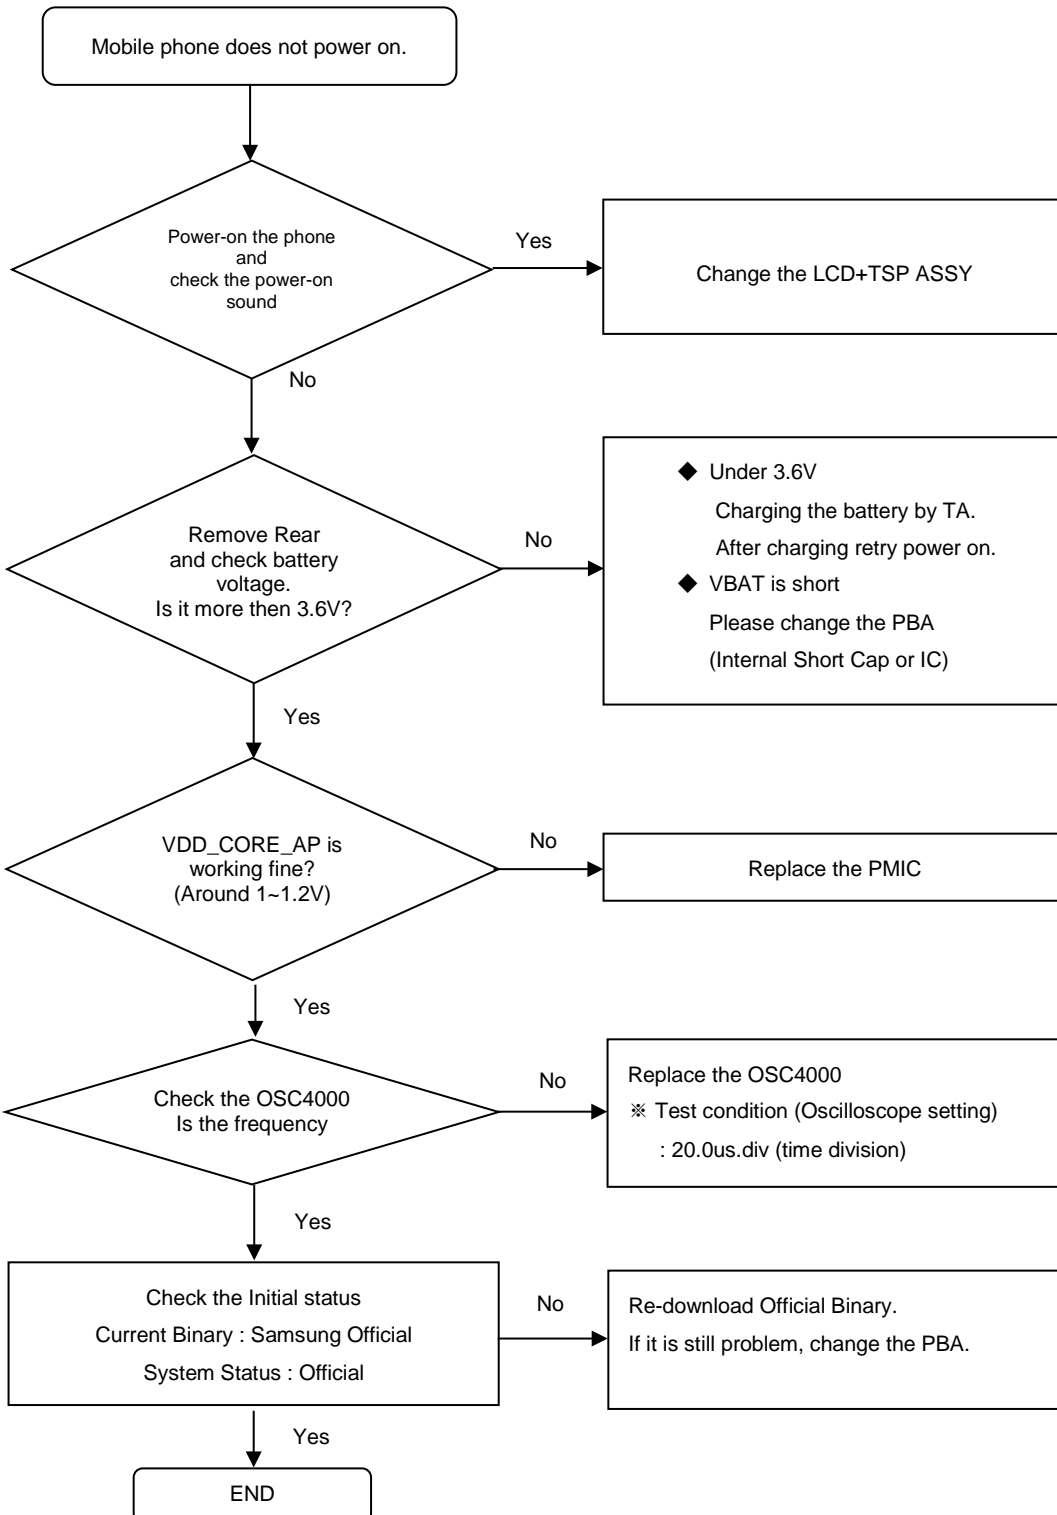 Mobile phone does not power on.
Power-on the phone
and
check the power-on
sound
Yes
Change the LCD+TSP ASSY
No
Remove Rear
and check battery
voltage.
Is it more then 3.6V?
No
◆ Under 3.6V
Charging the battery by TA.
After charging retry power on.
◆ VBAT is short
Please change the PBA
(Internal Short Cap or IC)
Yes
VDD_CORE_AP is
working fine?
(Around 1~1.2V)
No
Replace the PMIC
Yes
Check the OSC4000
Is the frequency
No
Replace the OSC4000
※ Test condition (Oscilloscope setting)
: 20.0us.div (time division)
Yes
Check the Initial status
Current Binary : Samsung Official
System Status : Official
No
Re-download Official Binary.
If it is still problem, change the PBA.
Yes
END